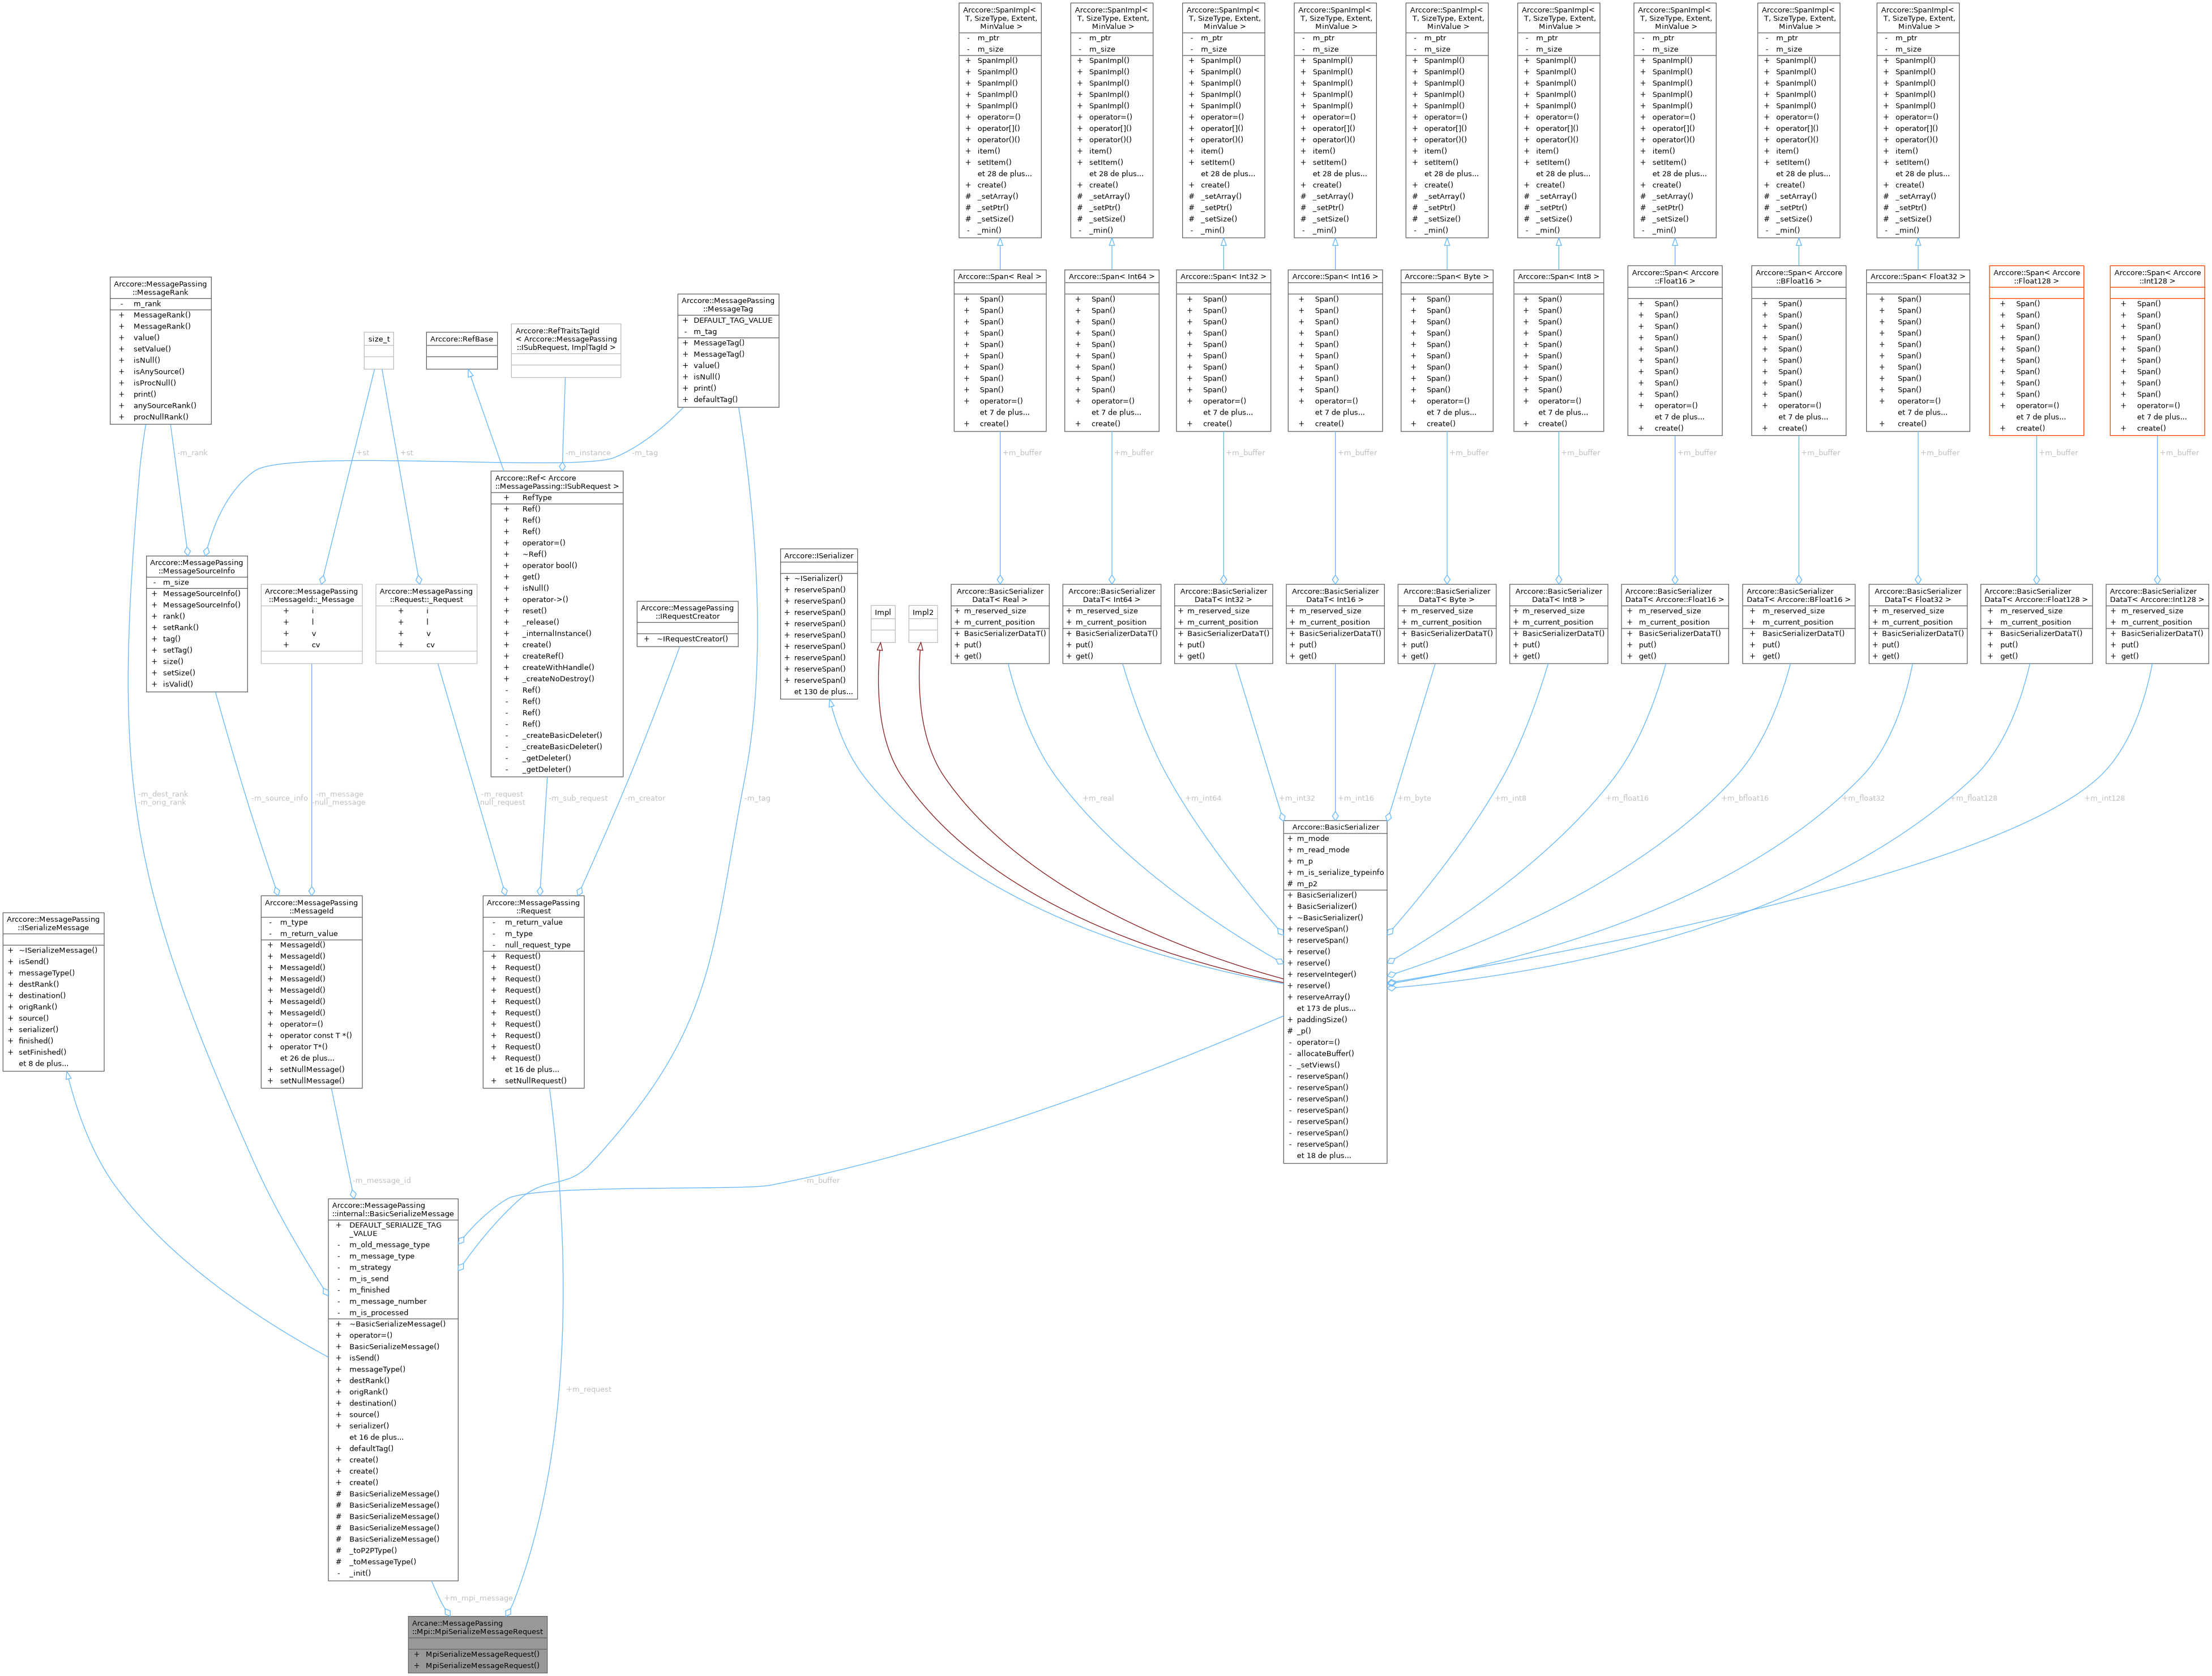 Arccore::SpanImpl<
T, SizeType, Extent,
MinValue >
- m_ptr
- m_size
+ SpanImpl()
+ SpanImpl()
+ SpanImpl()
+ SpanImpl()
+ SpanImpl()
+ operator=()
+ operator[]()
+ operator()()
+ item()
+ setItem()
et 28 de plus...
+ create()
# _setArray()
# _setPtr()
# _setSize()
- _min()
Arccore::SpanImpl<
T, SizeType, Extent,
MinValue >
- m_ptr
- m_size
+ SpanImpl()
+ SpanImpl()
+ SpanImpl()
+ SpanImpl()
+ SpanImpl()
+ operator=()
+ operator[]()
+ operator()()
+ item()
+ setItem()
et 28 de plus...
+ create()
# _setArray()
# _setPtr()
# _setSize()
- _min()
Arccore::SpanImpl<
T, SizeType, Extent,
MinValue >
- m_ptr
- m_size
+ SpanImpl()
+ SpanImpl()
+ SpanImpl()
+ SpanImpl()
+ SpanImpl()
+ operator=()
+ operator[]()
+ operator()()
+ item()
+ setItem()
et 28 de plus...
+ create()
# _setArray()
# _setPtr()
# _setSize()
- _min()
Arccore::SpanImpl<
T, SizeType, Extent,
MinValue >
- m_ptr
- m_size
+ SpanImpl()
+ SpanImpl()
+ SpanImpl()
+ SpanImpl()
+ SpanImpl()
+ operator=()
+ operator[]()
+ operator()()
+ item()
+ setItem()
et 28 de plus...
+ create()
# _setArray()
# _setPtr()
# _setSize()
- _min()
Arccore::SpanImpl<
T, SizeType, Extent,
MinValue >
- m_ptr
- m_size
+ SpanImpl()
+ SpanImpl()
+ SpanImpl()
+ SpanImpl()
+ SpanImpl()
+ operator=()
+ operator[]()
+ operator()()
+ item()
+ setItem()
et 28 de plus...
+ create()
# _setArray()
# _setPtr()
# _setSize()
- _min()
Arccore::SpanImpl<
T, SizeType, Extent,
MinValue >
- m_ptr
- m_size
+ SpanImpl()
+ SpanImpl()
+ SpanImpl()
+ SpanImpl()
+ SpanImpl()
+ operator=()
+ operator[]()
+ operator()()
+ item()
+ setItem()
et 28 de plus...
+ create()
# _setArray()
# _setPtr()
# _setSize()
- _min()
Arccore::SpanImpl<
T, SizeType, Extent,
MinValue >
- m_ptr
- m_size
+ SpanImpl()
+ SpanImpl()
+ SpanImpl()
+ SpanImpl()
+ SpanImpl()
+ operator=()
+ operator[]()
+ operator()()
+ item()
+ setItem()
et 28 de plus...
+ create()
# _setArray()
# _setPtr()
# _setSize()
- _min()
Arccore::SpanImpl<
T, SizeType, Extent,
MinValue >
- m_ptr
- m_size
+ SpanImpl()
+ SpanImpl()
+ SpanImpl()
+ SpanImpl()
+ SpanImpl()
+ operator=()
+ operator[]()
+ operator()()
+ item()
+ setItem()
et 28 de plus...
+ create()
# _setArray()
# _setPtr()
# _setSize()
- _min()
Arccore::SpanImpl<
T, SizeType, Extent,
MinValue >
- m_ptr
- m_size
+ SpanImpl()
+ SpanImpl()
+ SpanImpl()
+ SpanImpl()
+ SpanImpl()
+ operator=()
+ operator[]()
+ operator()()
+ item()
+ setItem()
et 28 de plus...
+ create()
# _setArray()
# _setPtr()
# _setSize()
- _min()
Arccore::MessagePassing
::MessageRank
- m_rank
+ MessageRank()
+ MessageRank()
+ value()
+ setValue()
+ isNull()
+ isAnySource()
+ isProcNull()
+ print()
+ anySourceRank()
+ procNullRank()
size_t
Arccore::RefBase
Arccore::RefTraitsTagId
< Arccore::MessagePassing
::ISubRequest, ImplTagId >
Arccore::MessagePassing
::MessageTag
+ DEFAULT_TAG_VALUE
- m_tag
+ MessageTag()
+ MessageTag()
+ value()
+ isNull()
+ print()
+ defaultTag()
Arccore::Span< Real >
+ Span()
+ Span()
+ Span()
+ Span()
+ Span()
+ Span()
+ Span()
+ Span()
+ Span()
+ operator=()
et 7 de plus...
+ create()
Arccore::Span< Int64 >
+ Span()
+ Span()
+ Span()
+ Span()
+ Span()
+ Span()
+ Span()
+ Span()
+ Span()
+ operator=()
et 7 de plus...
+ create()
Arccore::Span< Int32 >
+ Span()
+ Span()
+ Span()
+ Span()
+ Span()
+ Span()
+ Span()
+ Span()
+ Span()
+ operator=()
et 7 de plus...
+ create()
Arccore::Span< Int16 >
+ Span()
+ Span()
+ Span()
+ Span()
+ Span()
+ Span()
+ Span()
+ Span()
+ Span()
+ operator=()
et 7 de plus...
+ create()
Arccore::Span< Byte >
+ Span()
+ Span()
+ Span()
+ Span()
+ Span()
+ Span()
+ Span()
+ Span()
+ Span()
+ operator=()
et 7 de plus...
+ create()
Arccore::Span< Int8 >
+ Span()
+ Span()
+ Span()
+ Span()
+ Span()
+ Span()
+ Span()
+ Span()
+ Span()
+ operator=()
et 7 de plus...
+ create()
Arccore::Span< Arccore
::Float16 >
+ Span()
+ Span()
+ Span()
+ Span()
+ Span()
+ Span()
+ Span()
+ Span()
+ Span()
+ operator=()
et 7 de plus...
+ create()
Arccore::Span< Arccore
::BFloat16 >
+ Span()
+ Span()
+ Span()
+ Span()
+ Span()
+ Span()
+ Span()
+ Span()
+ Span()
+ operator=()
et 7 de plus...
+ create()
Arccore::Span< Float32 >
+ Span()
+ Span()
+ Span()
+ Span()
+ Span()
+ Span()
+ Span()
+ Span()
+ Span()
+ operator=()
et 7 de plus...
+ create()
Arccore::Span< Arccore
::Float128 >
+ Span()
+ Span()
+ Span()
+ Span()
+ Span()
+ Span()
+ Span()
+ Span()
+ Span()
+ operator=()
et 7 de plus...
+ create()
Arccore::Span< Arccore
::Int128 >
+ Span()
+ Span()
+ Span()
+ Span()
+ Span()
+ Span()
+ Span()
+ Span()
+ Span()
+ operator=()
et 7 de plus...
+ create()
-m_rank
+st
+st
-m_instance
-m_tag
+m_buffer
+m_buffer
+m_buffer
+m_buffer
+m_buffer
+m_buffer
+m_buffer
+m_buffer
+m_buffer
+m_buffer
+m_buffer
Arccore::MessagePassing
::MessageSourceInfo
- m_size
+ MessageSourceInfo()
+ MessageSourceInfo()
+ rank()
+ setRank()
+ tag()
+ setTag()
+ size()
+ setSize()
+ isValid()
Arccore::MessagePassing
::MessageId::_Message
+ i
+ l
+ v
+ cv
Arccore::MessagePassing
::Request::_Request
+ i
+ l
+ v
+ cv
Arccore::Ref< Arccore
::MessagePassing::ISubRequest >
+ RefType
+ Ref()
+ Ref()
+ Ref()
+ operator=()
+ ~Ref()
+ operator bool()
+ get()
+ isNull()
+ operator->()
+ reset()
+ _release()
+ _internalInstance()
+ create()
+ createRef()
+ createWithHandle()
+ _createNoDestroy()
- Ref()
- Ref()
- Ref()
- Ref()
- _createBasicDeleter()
- _createBasicDeleter()
- _getDeleter()
- _getDeleter()
Arccore::MessagePassing
::IRequestCreator
+ ~IRequestCreator()
Arccore::ISerializer
+ ~ISerializer()
+ reserveSpan()
+ reserveSpan()
+ reserveSpan()
+ reserveSpan()
+ reserveSpan()
+ reserveSpan()
+ reserveSpan()
+ reserveSpan()
+ reserveSpan()
et 130 de plus...
Impl
Impl2
Arccore::BasicSerializer
DataT< Real >
+ m_reserved_size
+ m_current_position
+ BasicSerializerDataT()
+ put()
+ get()
Arccore::BasicSerializer
DataT< Int64 >
+ m_reserved_size
+ m_current_position
+ BasicSerializerDataT()
+ put()
+ get()
Arccore::BasicSerializer
DataT< Int32 >
+ m_reserved_size
+ m_current_position
+ BasicSerializerDataT()
+ put()
+ get()
Arccore::BasicSerializer
DataT< Int16 >
+ m_reserved_size
+ m_current_position
+ BasicSerializerDataT()
+ put()
+ get()
Arccore::BasicSerializer
DataT< Byte >
+ m_reserved_size
+ m_current_position
+ BasicSerializerDataT()
+ put()
+ get()
Arccore::BasicSerializer
DataT< Int8 >
+ m_reserved_size
+ m_current_position
+ BasicSerializerDataT()
+ put()
+ get()
Arccore::BasicSerializer
DataT< Arccore::Float16 >
+ m_reserved_size
+ m_current_position
+ BasicSerializerDataT()
+ put()
+ get()
Arccore::BasicSerializer
DataT< Arccore::BFloat16 >
+ m_reserved_size
+ m_current_position
+ BasicSerializerDataT()
+ put()
+ get()
Arccore::BasicSerializer
DataT< Float32 >
+ m_reserved_size
+ m_current_position
+ BasicSerializerDataT()
+ put()
+ get()
Arccore::BasicSerializer
DataT< Arccore::Float128 >
+ m_reserved_size
+ m_current_position
+ BasicSerializerDataT()
+ put()
+ get()
Arccore::BasicSerializer
DataT< Arccore::Int128 >
+ m_reserved_size
+ m_current_position
+ BasicSerializerDataT()
+ put()
+ get()
-m_dest_rank
-m_orig_rank
-m_source_info
-m_message
-null_message
-m_request
-null_request
-m_sub_request
-m_creator
-m_tag
+m_real
+m_int64
+m_int32
+m_int16
+m_byte
+m_int8
+m_float16
+m_bfloat16
+m_float32
+m_float128
+m_int128
Arccore::MessagePassing
::ISerializeMessage
+ ~ISerializeMessage()
+ isSend()
+ messageType()
+ destRank()
+ destination()
+ origRank()
+ source()
+ serializer()
+ finished()
+ setFinished()
et 8 de plus...
Arccore::MessagePassing
::MessageId
- m_type
- m_return_value
+ MessageId()
+ MessageId()
+ MessageId()
+ MessageId()
+ MessageId()
+ MessageId()
+ MessageId()
+ operator=()
+ operator const T *()
+ operator T*()
et 26 de plus...
+ setNullMessage()
+ setNullMessage()
Arccore::MessagePassing
::Request
- m_return_value
- m_type
- null_request_type
+ Request()
+ Request()
+ Request()
+ Request()
+ Request()
+ Request()
+ Request()
+ Request()
+ Request()
+ Request()
et 16 de plus...
+ setNullRequest()
Arccore::BasicSerializer
+ m_mode
+ m_read_mode
+ m_p
+ m_is_serialize_typeinfo
# m_p2
+ BasicSerializer()
+ BasicSerializer()
+ ~BasicSerializer()
+ reserveSpan()
+ reserveSpan()
+ reserve()
+ reserve()
+ reserveInteger()
+ reserve()
+ reserveArray()
et 173 de plus...
+ paddingSize()
# _p()
- operator=()
- allocateBuffer()
- _setViews()
- reserveSpan()
- reserveSpan()
- reserveSpan()
- reserveSpan()
- reserveSpan()
- reserveSpan()
- reserveSpan()
et 18 de plus...
-m_message_id
-m_buffer
Arccore::MessagePassing
::internal::BasicSerializeMessage
+ DEFAULT_SERIALIZE_TAG
_VALUE
- m_old_message_type
- m_message_type
- m_strategy
- m_is_send
- m_finished
- m_message_number
- m_is_processed
+ ~BasicSerializeMessage()
+ operator=()
+ BasicSerializeMessage()
+ isSend()
+ messageType()
+ destRank()
+ origRank()
+ destination()
+ source()
+ serializer()
et 16 de plus...
+ defaultTag()
+ create()
+ create()
+ create()
# BasicSerializeMessage()
# BasicSerializeMessage()
# BasicSerializeMessage()
# BasicSerializeMessage()
# BasicSerializeMessage()
# _toP2PType()
# _toMessageType()
- _init()
+m_request
+m_mpi_message
Arcane::MessagePassing
::Mpi::MpiSerializeMessageRequest
+ MpiSerializeMessageRequest()
+ MpiSerializeMessageRequest()